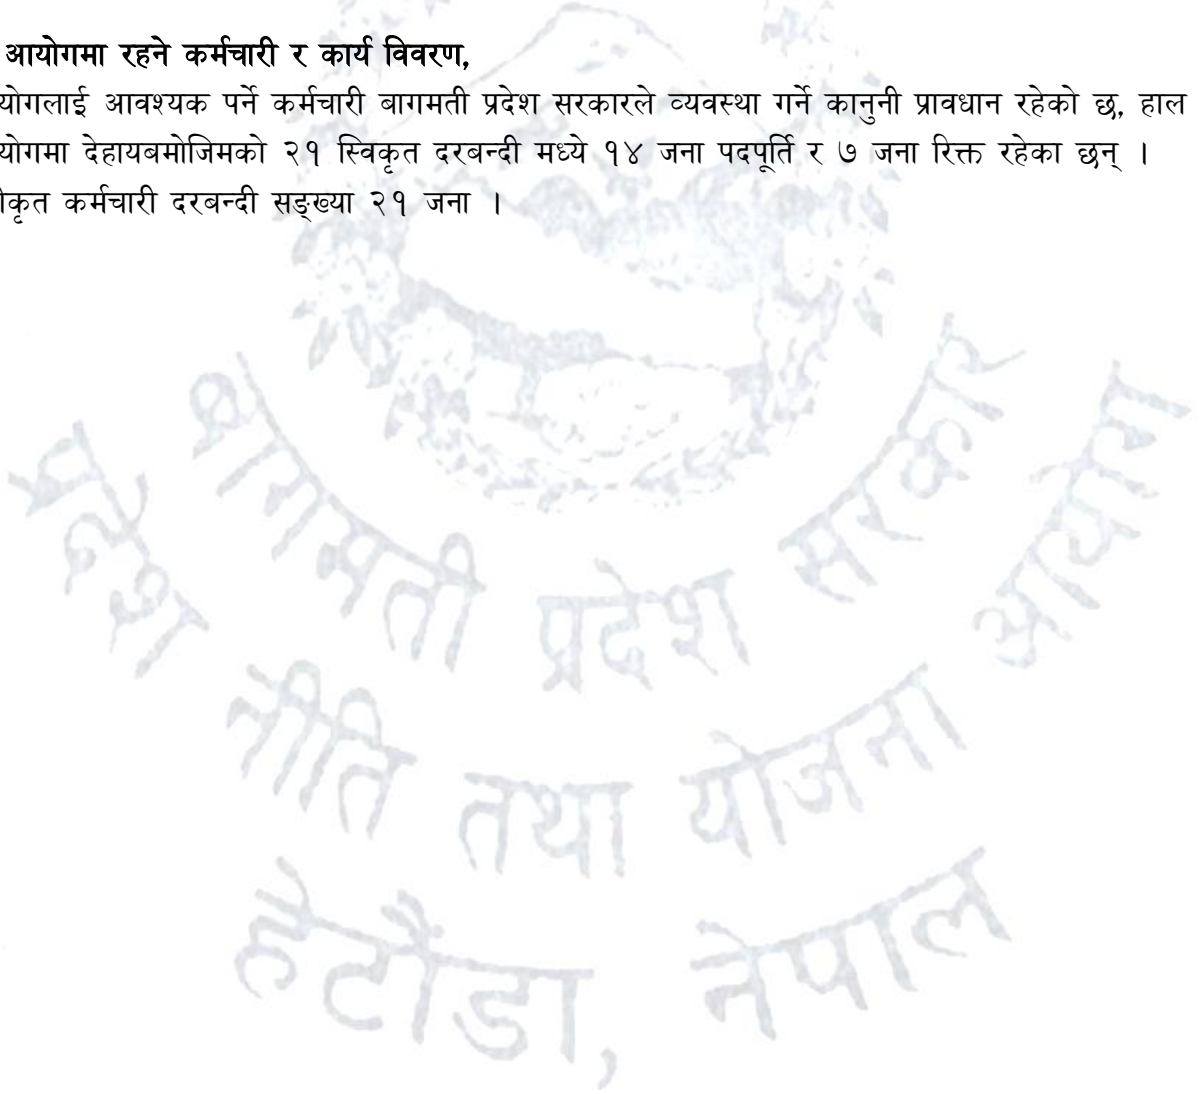 आयोगमा रहने कर्मचारी र कार्य विवरण,
योगलाई आवश्यक पर्ने कर्मचारी बागमती प्रदेश सरकारले व्यवस्था गर्ने कानुनी प्रावधान रहेको छ, हाल
योगमा देहायबमोजिमको २१ स्विकृत दरबन्दी मध्ये १४ जना पदपूर्ति र ७ जना रिक्त रहेका छन् ।
ीकृत कर्मचारी दरबन्दी सङ्ख्या २१ जना ।
बागमती प्रदेश सरकार
प्रदेश नीति तथा योजना आयोग
हेटौंडा, नेपाल